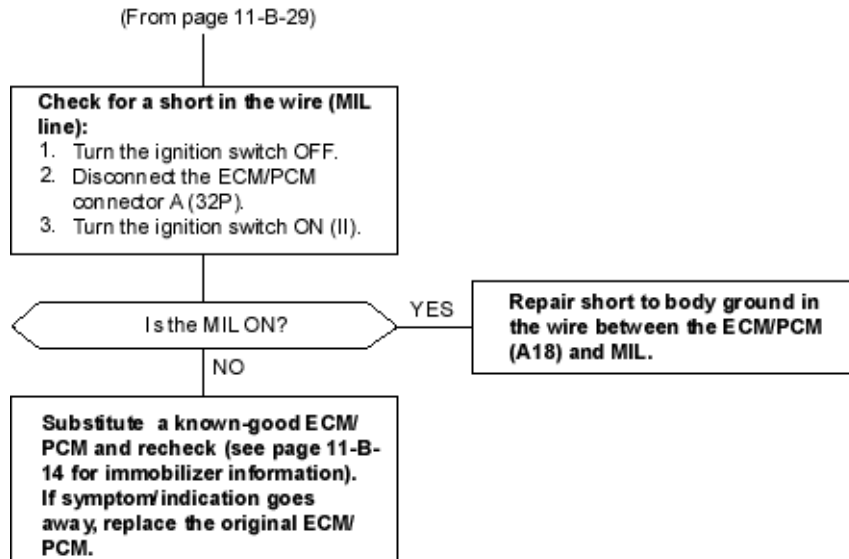 (From page 11-B-29)
Check for a short in the wire (MIL
line):
1. Turn the ignition switch OFF.
2. Disconnect the ECM/PCM
connector A (32P).
3. Turn the ignition switch ON (II).
Is the MIL ON?
YES
Repair short to body ground in
the wire between the ECM/PCM
(A18) and MIL.
NO
Substitute a known-good ECM/
PCM and recheck (see page 11-B-
14 for immobilizer information).
If symptom/indication goes
away, replace the original ECM/
PCM.